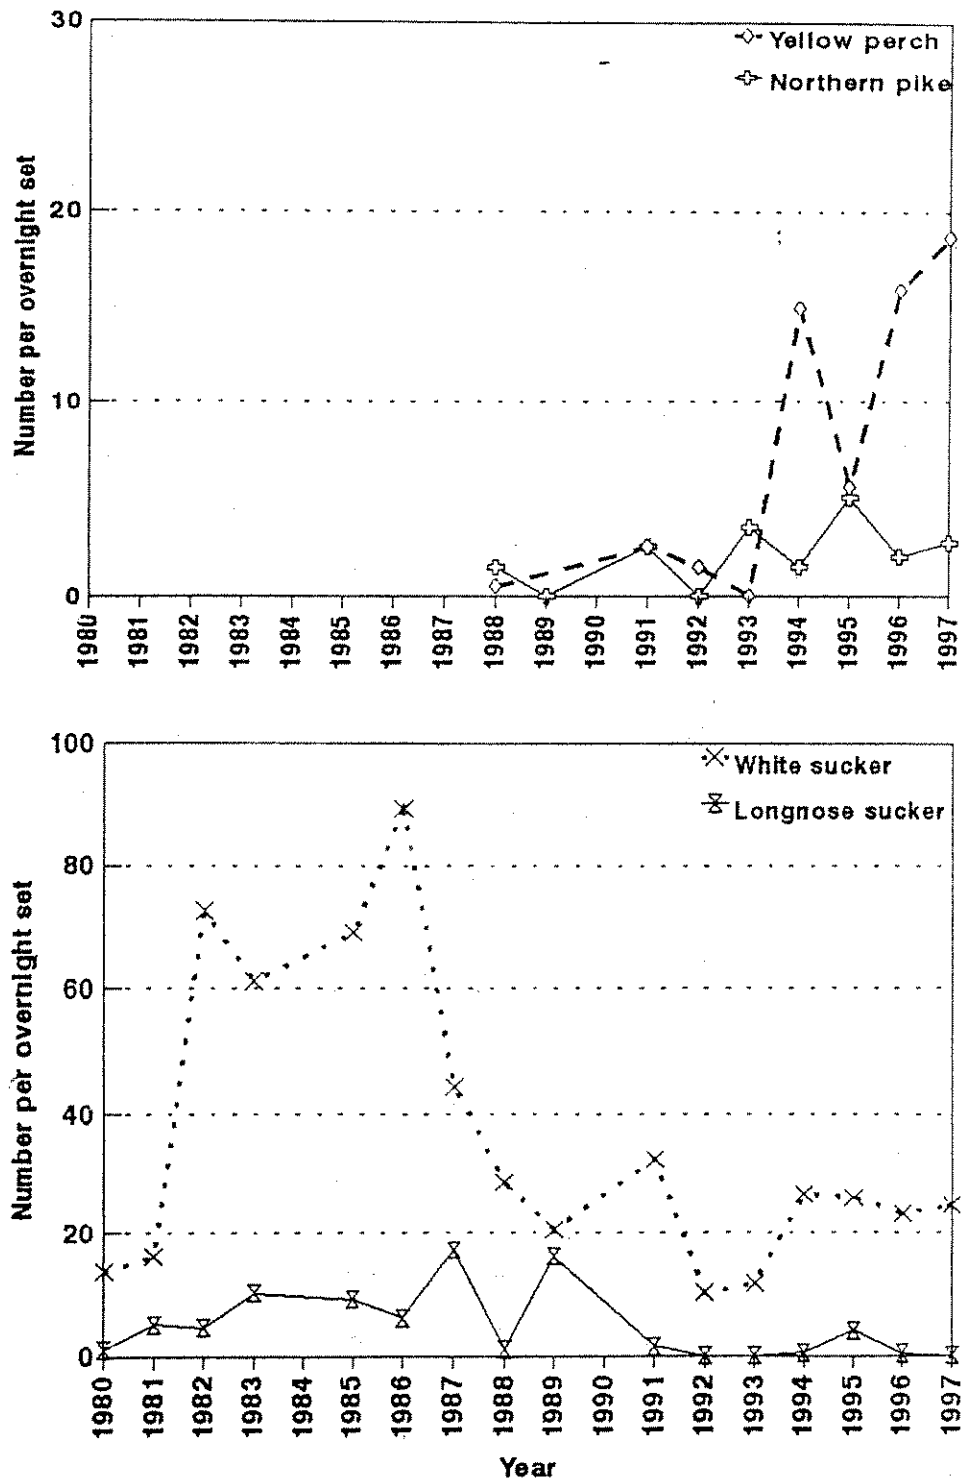 30
Yellow perch
Northern pike
20
10
0
Number per overnight set
1980 1981 1982 1983 1984 1985 1986 1987 1988 1989 1990 1991 1992 1993 1994 1995 1996 1997
100
White sucker
Longnose sucker
80
60
40
20
0
Number per overnight set
1980 1981 1982 1983 1984 1985 1986 1987 1988 1989 1990 1991 1992 1993 1994 1995 1996 1997
Year